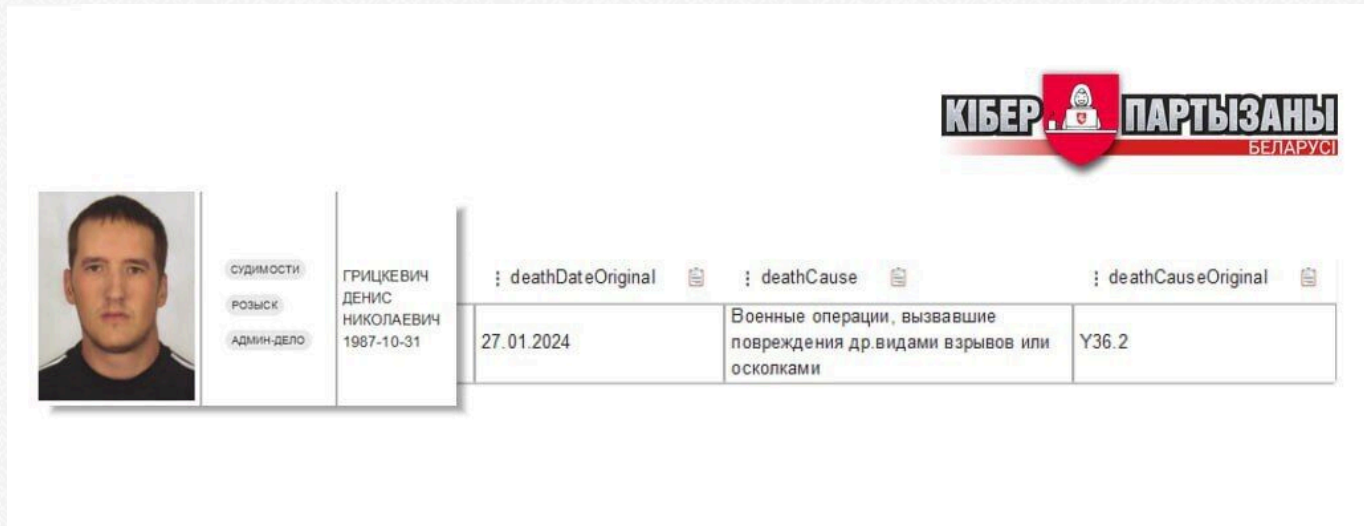 КІБЕР ПАРТЫЗАНЫ
БЕЛАРУСІ
СУДИМОСТИ
РОЗЫСК
АДМИН-ДЕЛО
ГРИЦКЕВИЧ
ДЕНИС
НИКОЛАЕВИЧ
1987-10-31
deathDateOriginal
27.01.2024
deathCause
Военные операции, вызвавшие
повреждения др.видами взрывов или
осколками
deathCauseOriginal
Y36.2